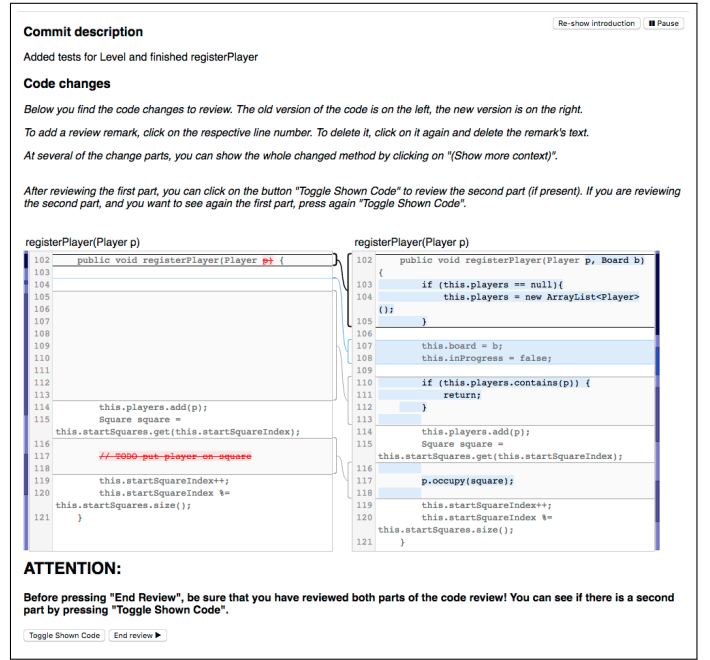 Re-show introduction
Pause
Commit description
Added tests for Level and finished registerPlayer
Code changes
Below you find the code changes to review. The old version of the code is on the left, the new version is on the right.
To add a review remark, click on the respective line number. To delete it, click on it again and delete the remark's text.
At several of the change parts, you can show the whole changed method by clicking on "(Show more context)".
After reviewing the first part, you can click on the button "Toggle Shown Code" to review the second part (if present). If you are reviewing
the second part, and you want to see again the first part, press again "Toggle Shown Code".
registerPlayer(Player p)
102 public void registerPlayer(Player p) {
103
104
105
106
107
108
109
110
111
112
113
114 this.players.add(p);
115 Square square =
this.startSquares.get(this.startSquareIndex);
116
117 // TODO put player on square
118
119 this.startSquareIndex++;
120 this.startSquareIndex %=
this.startSquares.size();
121 }
registerPlayer(Player p)
102 public void registerPlayer(Player p, Board b)
{
103 if (this.players == null){
104 this.players = new ArrayList<Player>
();
105 }
106
107 this.board = b;
108 this.inProgress = false;
109
110 if (this.players.contains(p)) {
111 return;
112 }
113
114 this.players.add(p);
115 Square square =
this.startSquares.get(this.startSquareIndex);
116
117 p.occupy(square);
118
119 this.startSquareIndex++;
120 this.startSquareIndex %=
this.startSquares.size();
121 }
ATTENTION:
Before pressing "End Review", be sure that you have reviewed both parts of the code review! You can see if there is a second
part by pressing "Toggle Shown Code".
Toggle Shown Code
End review